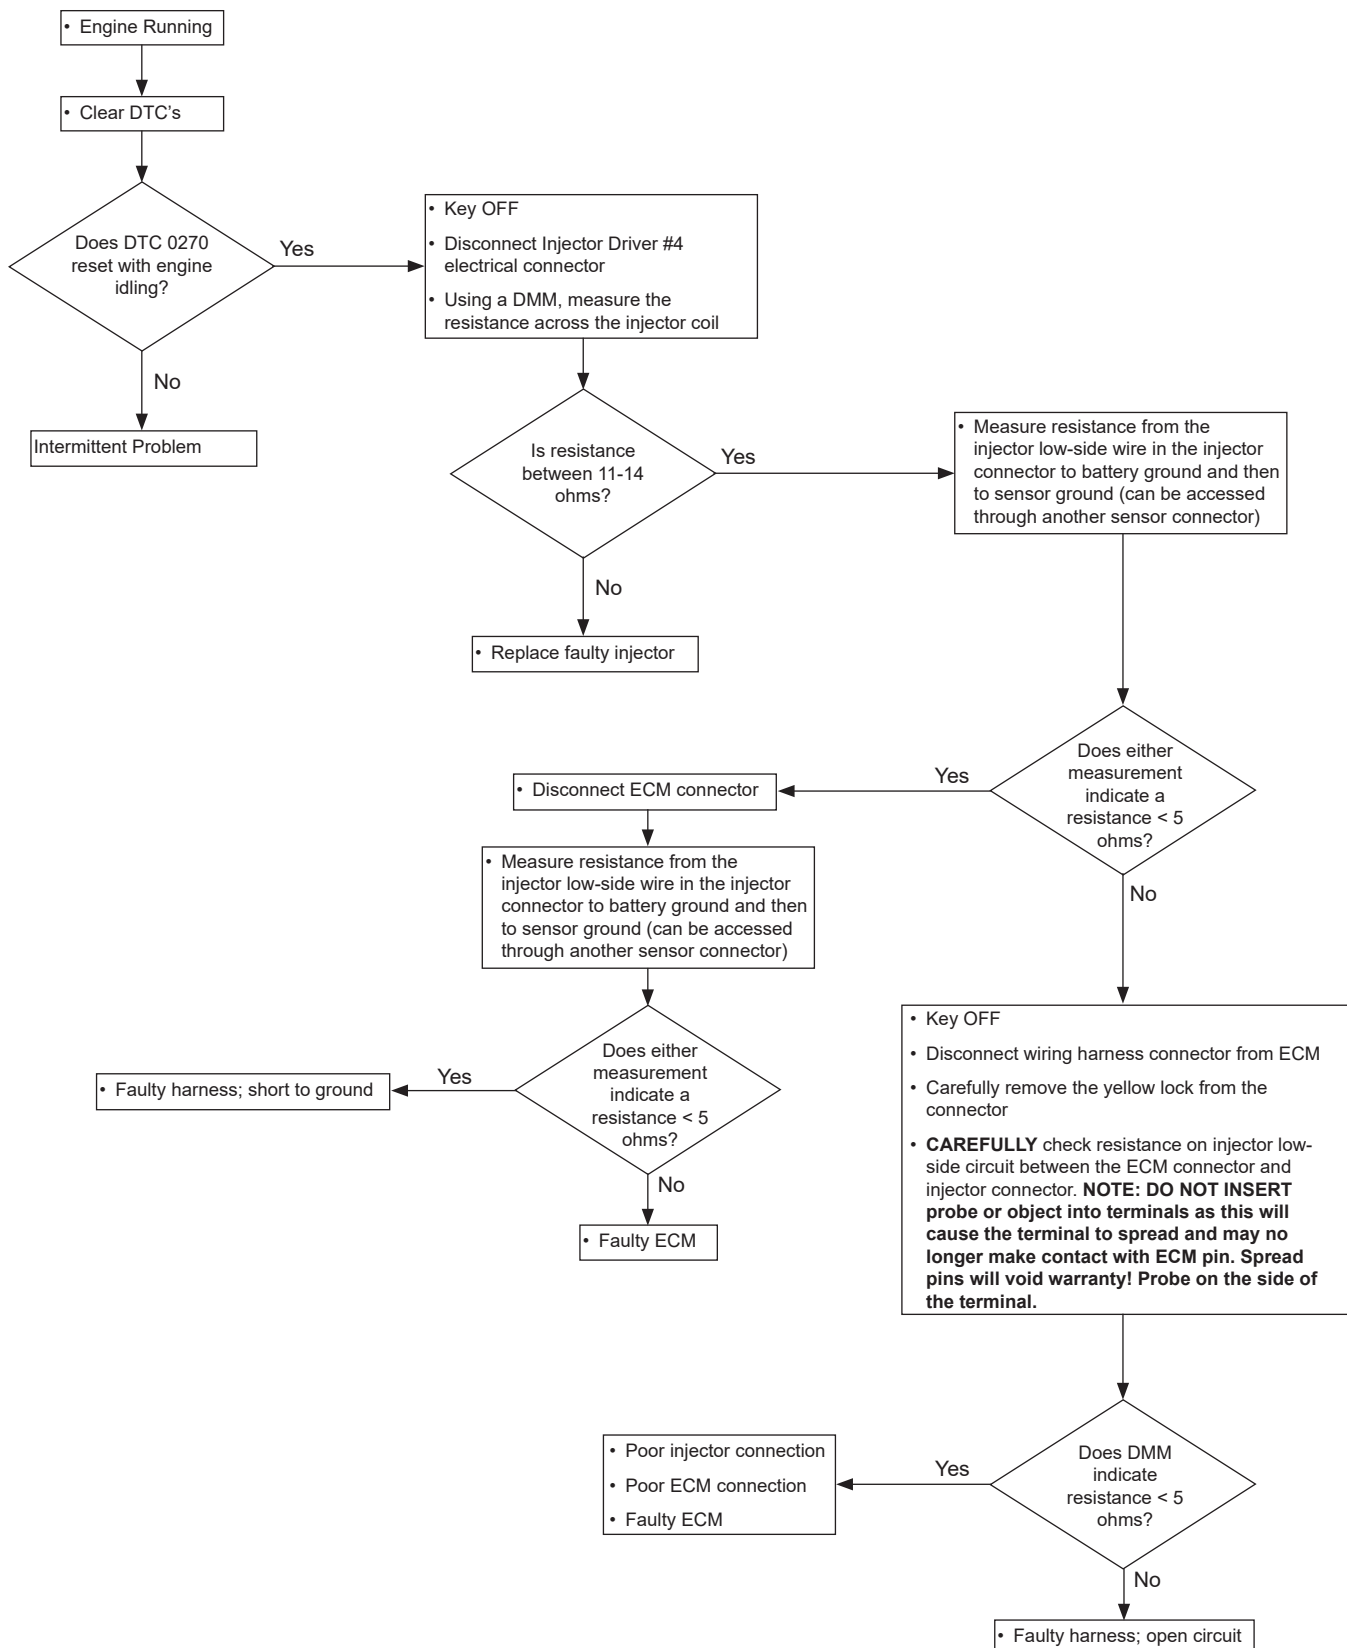 • Engine Running
• Clear DTC's
Does DTC 0270
reset with engine
idling?
Yes
No
Intermittent Problem
• Key OFF
• Disconnect Injector Driver #4
electrical connector
• Using a DMM, measure the
resistance across the injector coil
Is resistance
between 11-14
ohms?
Yes
No
• Replace faulty injector
• Measure resistance from the
injector low-side wire in the injector
connector to battery ground and then
to sensor ground (can be accessed
through another sensor connector)
Does either
measurement
indicate a
resistance < 5
ohms?
Yes
No
• Disconnect ECM connector
• Measure resistance from the
injector low-side wire in the injector
connector to battery ground and then
to sensor ground (can be accessed
through another sensor connector)
Does either
measurement
indicate a
resistance < 5
ohms?
Yes
• Faulty harness; short to ground
No
• Faulty ECM
• Key OFF
• Disconnect wiring harness connector from ECM
• Carefully remove the yellow lock from the
connector
• CAREFULLY check resistance on injector low-
side circuit between the ECM connector and
injector connector. NOTE: DO NOT INSERT
probe or object into terminals as this will
cause the terminal to spread and may no
longer make contact with ECM pin. Spread
pins will void warranty! Probe on the side of
the terminal.
Does DMM
indicate
resistance < 5
ohms?
Yes
• Poor injector connection
• Poor ECM connection
• Faulty ECM
No
• Faulty harness; open circuit